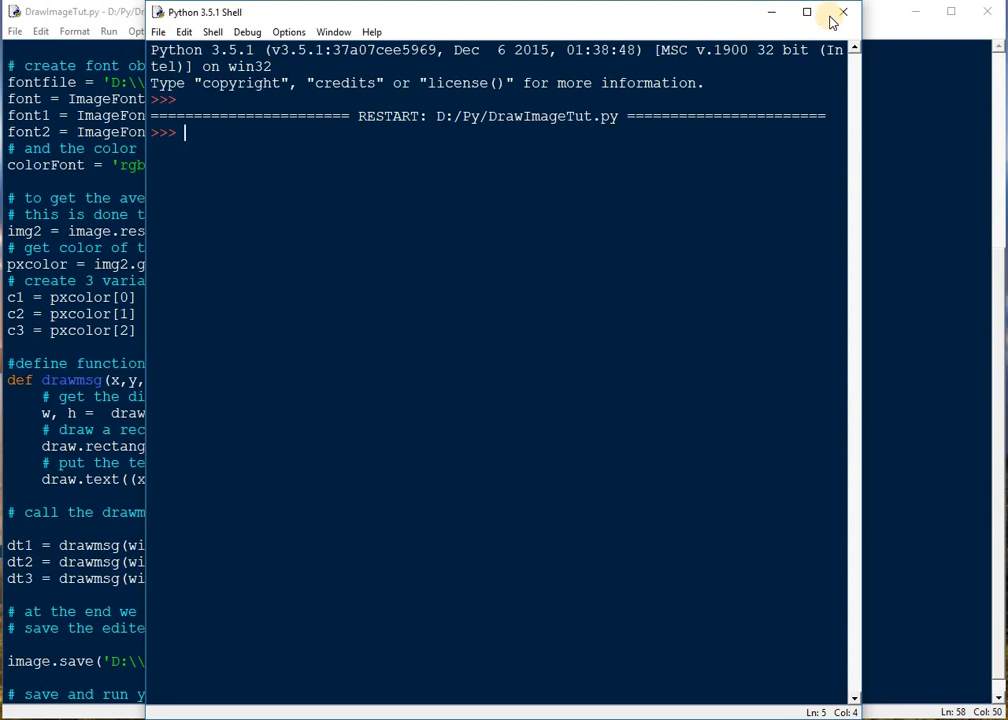 DrawImageTut.py - D:/Py/Dr
File Edit Format Run Opt
# create font ob
fontfile = 'D:\\
font = ImageFont
font1 = ImageFon
font2 = ImageFon
# and the color
colorFont = 'rgb
# to get the ave
# this is done t
img2 = image.res
# get color of t
pxcolor = img2.g
# create 3 varia
c1 = pxcolor[0]
c2 = pxcolor[1]
c3 = pxcolor[2]
#define function
def drawmsg(x,y,
# get the di
w, h =  draw
# draw a rec
draw.rectang
# put the te
draw.text((x
# call the drawm
dt1 = drawmsg(wi
dt2 = drawmsg(wi
dt3 = drawmsg(wi
# at the end we
# save the edite
image.save('D:\\
# save and run y
Python 3.5.1 Shell
File Edit Shell Debug Options Window Help
Python 3.5.1 (v3.5.1:37a07cee5969, Dec  6 2015, 01:38:48) [MSC v.1900 32 bit (In
tel)] on win32
Type "copyright", "credits" or "license()" for more information.
>>>
======================= RESTART: D:/Py/DrawImageTut.py =======================
>>>
Ln: 5 Col: 4
Ln: 58 Col: 50